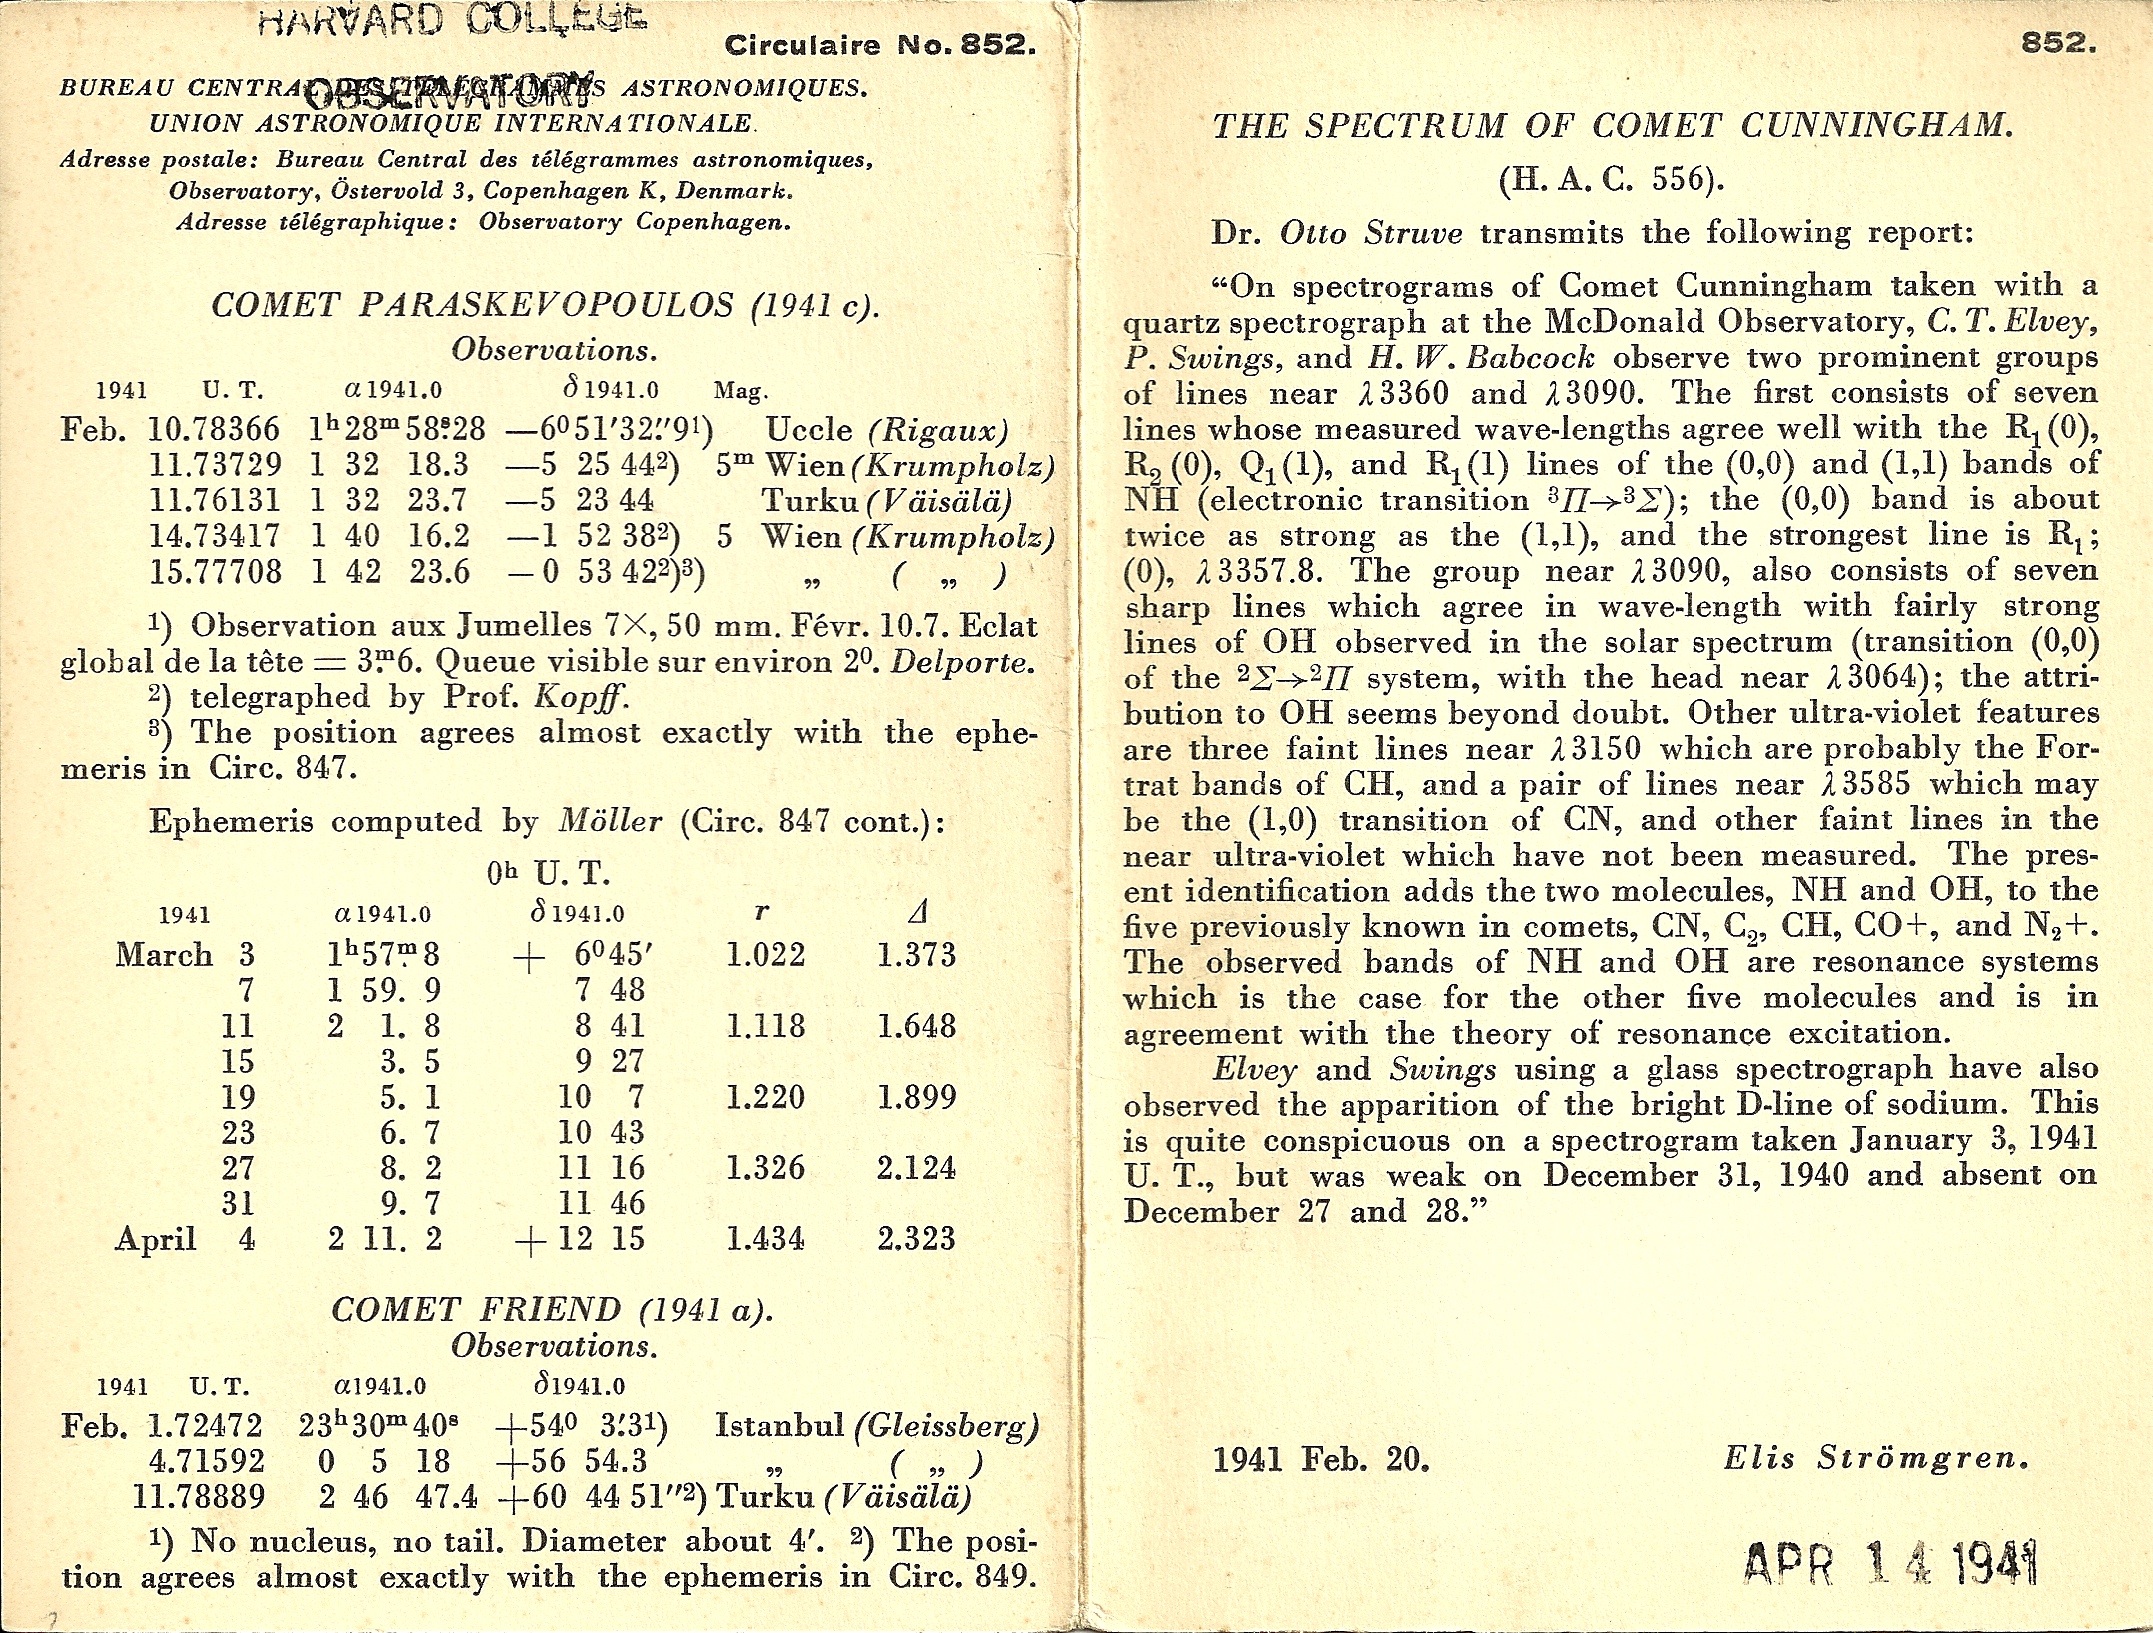 HARVARD COLLEGE
Circulaire No. 852.
OBSERVATORY
BUREAU CENTRAL DES TÉLÉGRAMMES ASTRONOMIQUES.
UNION ASTRONOMIQUE INTERNATIONALE.
Adresse postale: Bureau Central des télégrammes astronomiques,
Observatory, Östervold 3, Copenhagen K, Denmark.
Adresse télégraphique: Observatory Copenhagen.
COMET PARASKEVOPOULOS (1941 c).
Observations.
1941 U. T. α 1941.0 δ 1941.0 Mag.
Feb. 10.78366 1ʰ28ᵐ58ˢ.28 —6⁰51′32″.9¹) Uccle (Rigaux)
11.73729 1 32 18.3 —5 25 44²) 5ᵐ Wien (Krumpholz)
11.76131 1 32 23.7 —5 23 44 Turku (Väisälä)
14.73417 1 40 16.2 —1 52 38²) 5 Wien (Krumpholz)
15.77708 1 42 23.6 —0 53 42²)³) „ ( „ )
¹) Observation aux Jumelles 7×, 50 mm. Févr. 10.7. Eclat
global de la tête = 3ᵐ.6. Queue visible sur environ 2⁰. Delporte.
²) telegraphed by Prof. Kopff.
³) The position agrees almost exactly with the ephe-
meris in Circ. 847.
Ephemeris computed by Möller (Circ. 847 cont.):
0ʰ U. T.
1941 α 1941.0 δ 1941.0 r Δ
March 3 1ʰ57ᵐ.8 + 6⁰45′ 1.022 1.373
7 1 59. 9 7 48
11 2 1. 8 8 41 1.118 1.648
15 3. 5 9 27
19 5. 1 10 7 1.220 1.899
23 6. 7 10 43
27 8. 2 11 16 1.326 2.124
31 9. 7 11 46
April 4 2 11. 2 +12 15 1.434 2.323
COMET FRIEND (1941 a).
Observations.
1941 U. T. α1941.0 δ1941.0
Feb. 1.72472 23ʰ30ᵐ40ˢ +54⁰ 3′.3¹) Istanbul (Gleissberg)
4.71592 0 5 18 +56 54.3 „ ( „ )
11.78889 2 46 47.4 +60 44 51″²) Turku (Väisälä)
¹) No nucleus, no tail. Diameter about 4′. ²) The posi-
tion agrees almost exactly with the ephemeris in Circ. 849.
852.
THE SPECTRUM OF COMET CUNNINGHAM.
(H. A. C. 556).
Dr. Otto Struve transmits the following report:
“On spectrograms of Comet Cunningham taken with a
quartz spectrograph at the McDonald Observatory, C. T. Elvey,
P. Swings, and H. W. Babcock observe two prominent groups
of lines near λ3360 and λ3090. The first consists of seven
lines whose measured wave-lengths agree well with the R₁(0),
R₂(0), Q₁(1), and R₁(1) lines of the (0,0) and (1,1) bands of
NH (electronic transition ³Π→³Σ); the (0,0) band is about
twice as strong as the (1,1), and the strongest line is R₁;
(0), λ3357.8. The group near λ3090, also consists of seven
sharp lines which agree in wave-length with fairly strong
lines of OH observed in the solar spectrum (transition (0,0)
of the ²Σ→²Π system, with the head near λ3064); the attri-
bution to OH seems beyond doubt. Other ultra-violet features
are three faint lines near λ3150 which are probably the For-
trat bands of CH, and a pair of lines near λ3585 which may
be the (1,0) transition of CN, and other faint lines in the
near ultra-violet which have not been measured. The pres-
ent identification adds the two molecules, NH and OH, to the
five previously known in comets, CN, C₂, CH, CO+, and N₂+.
The observed bands of NH and OH are resonance systems
which is the case for the other five molecules and is in
agreement with the theory of resonance excitation.
Elvey and Swings using a glass spectrograph have also
observed the apparition of the bright D-line of sodium. This
is quite conspicuous on a spectrogram taken January 3, 1941
U. T., but was weak on December 31, 1940 and absent on
December 27 and 28.”
1941 Feb. 20. Elis Strömgren.
APR 14 1941